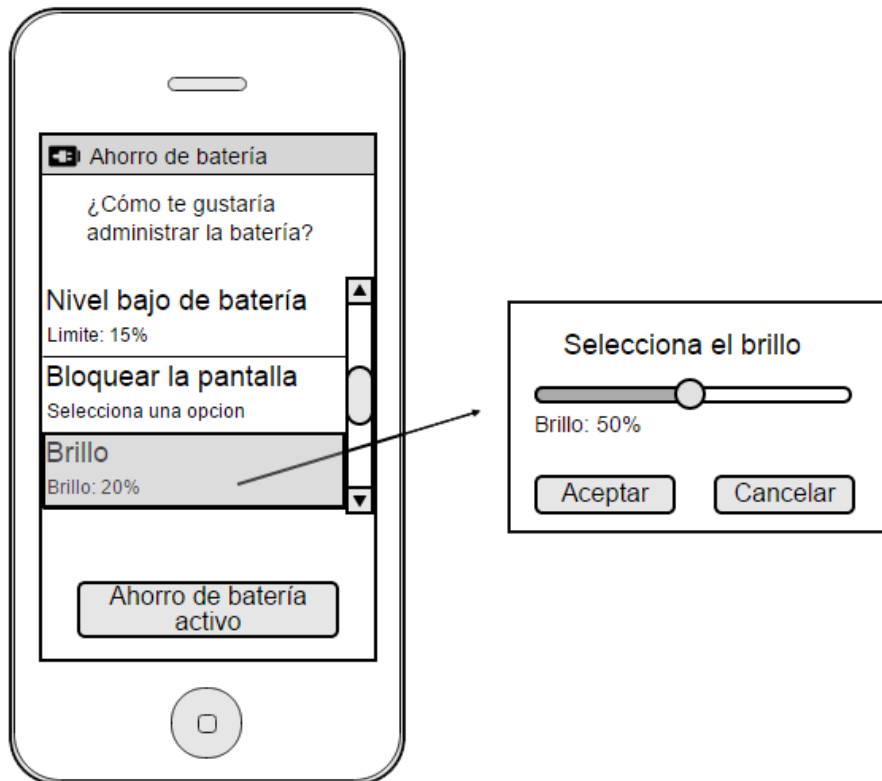 Ahorro de batería
¿Cómo te gustaría
administrar la batería?
Nivel bajo de batería
Limite: 15%
Bloquear la pantalla
Selecciona una opcion
Brillo
Brillo: 20%
Ahorro de batería
activo
Selecciona el brillo
Brillo: 50%
Aceptar
Cancelar